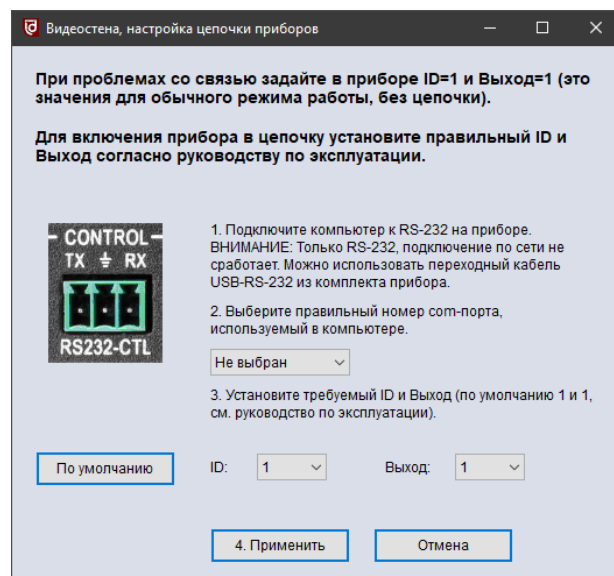 Видеостена, настройка цепочки приборов
При проблемах со связью задайте в приборе ID=1 и Выход=1 (это
значения для обычного режима работы, без цепочки).
Для включения прибора в цепочку установите правильный ID и
Выход согласно руководству по эксплуатации.
CONTROL
TX RX
RS232-CTL
1. Подключите компьютер к RS-232 на приборе.
ВНИМАНИЕ: Только RS-232, подключение по сети не
сработает. Можно использовать переходный кабель
USB-RS-232 из комплекта прибора.
2. Выберите правильный номер com-порта,
используемый в компьютере.
Не выбран
3. Установите требуемый ID и Выход (по умолчанию 1 и 1,
см. руководство по эксплуатации).
По умолчанию ID: 1 Выход: 1
4. Применить Отмена